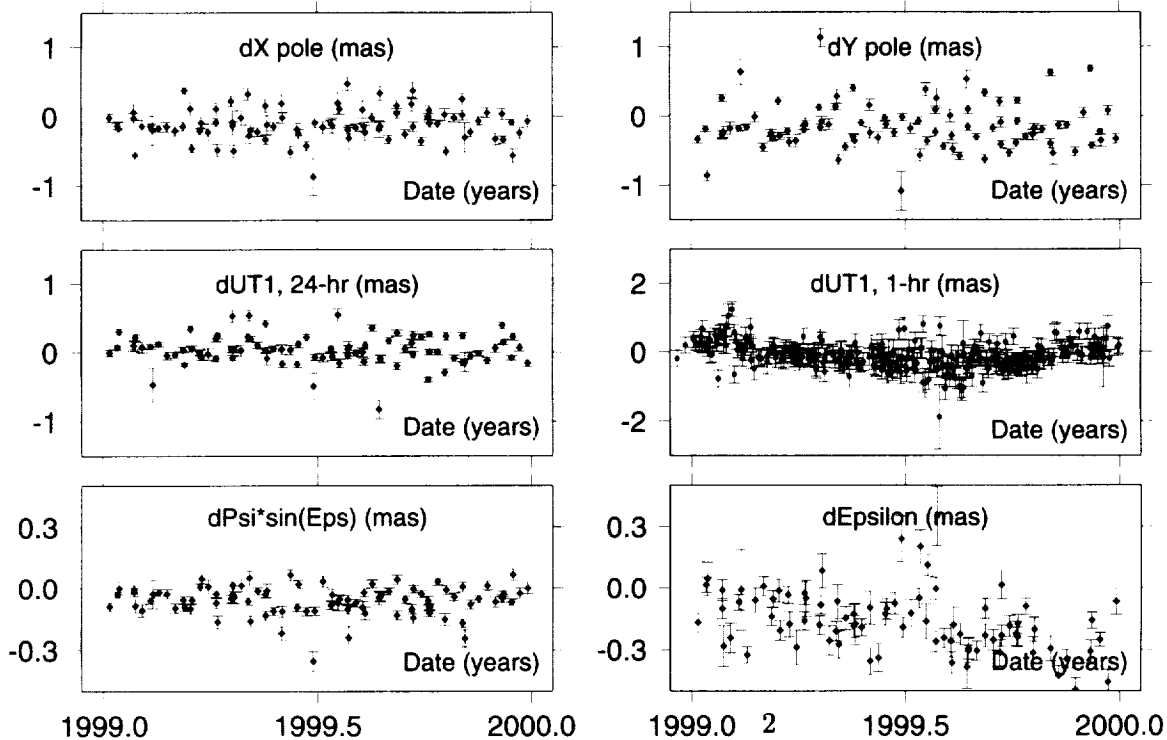 dX pole (mas)
1
0
-1
Date (years)
dY pole (mas)
1
0
-1
Date (years)
dUT1, 24-hr (mas)
1
0
-1
Date (years)
dUT1, 1-hr (mas)
2
0
-2
Date (years)
dPsi*sin(Eps) (mas)
0.3
0.0
-0.3
Date (years)
dEpsilon (mas)
0.3
0.0
-0.3
Date (years)
1999.0 1999.5 2000.0
1999.0 2 1999.5 2000.0